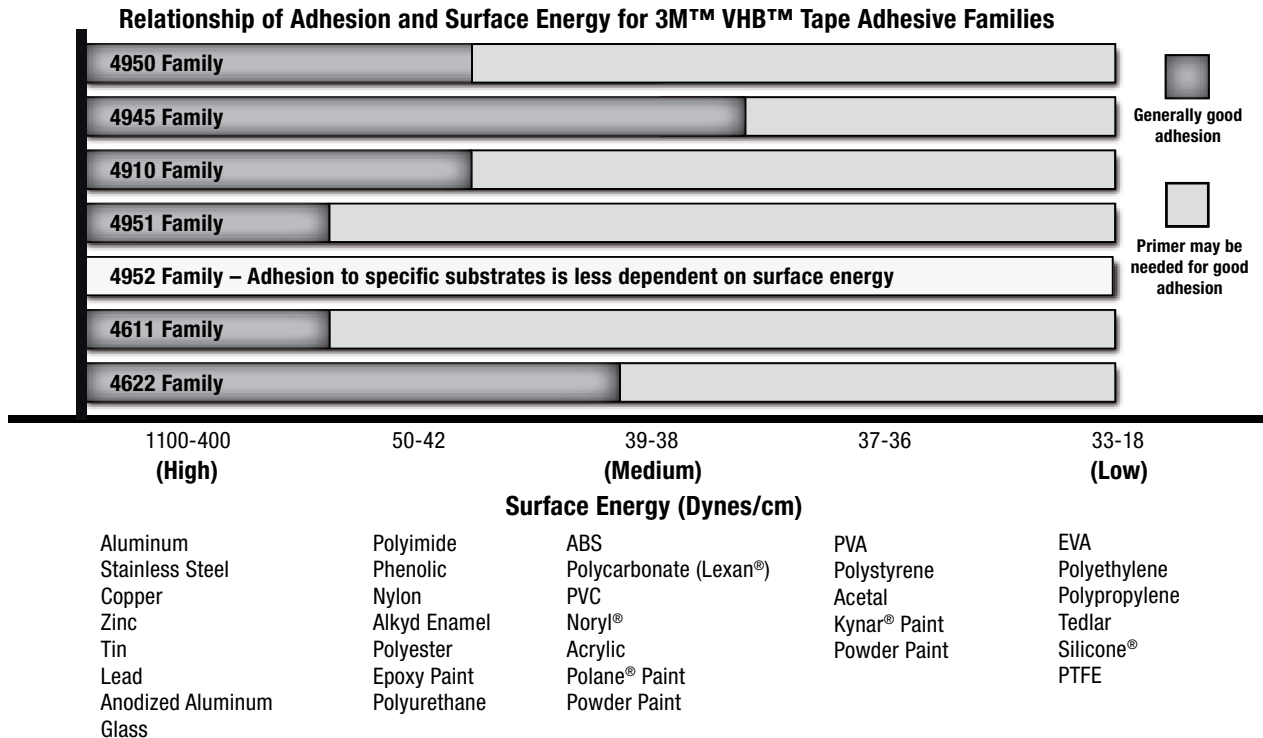 Relationship of Adhesion and Surface Energy for 3M™ VHB™ Tape Adhesive Families
4950 Family
4945 Family
4910 Family
4951 Family
4952 Family – Adhesion to specific substrates is less dependent on surface energy
4611 Family
4622 Family
Generally good
adhesion
Primer may be
needed for good
adhesion
1100-400
(High)
50-42
39-38
(Medium)
37-36
33-18
(Low)
Surface Energy (Dynes/cm)
Aluminum
Stainless Steel
Copper
Zinc
Tin
Lead
Anodized Aluminum
Glass
Polyimide
Phenolic
Nylon
Alkyd Enamel
Polyester
Epoxy Paint
Polyurethane
ABS
Polycarbonate (Lexan®)
PVC
Noryl®
Acrylic
Polane® Paint
Powder Paint
PVA
Polystyrene
Acetal
Kynar® Paint
Powder Paint
EVA
Polyethylene
Polypropylene
Tedlar
Silicone®
PTFE